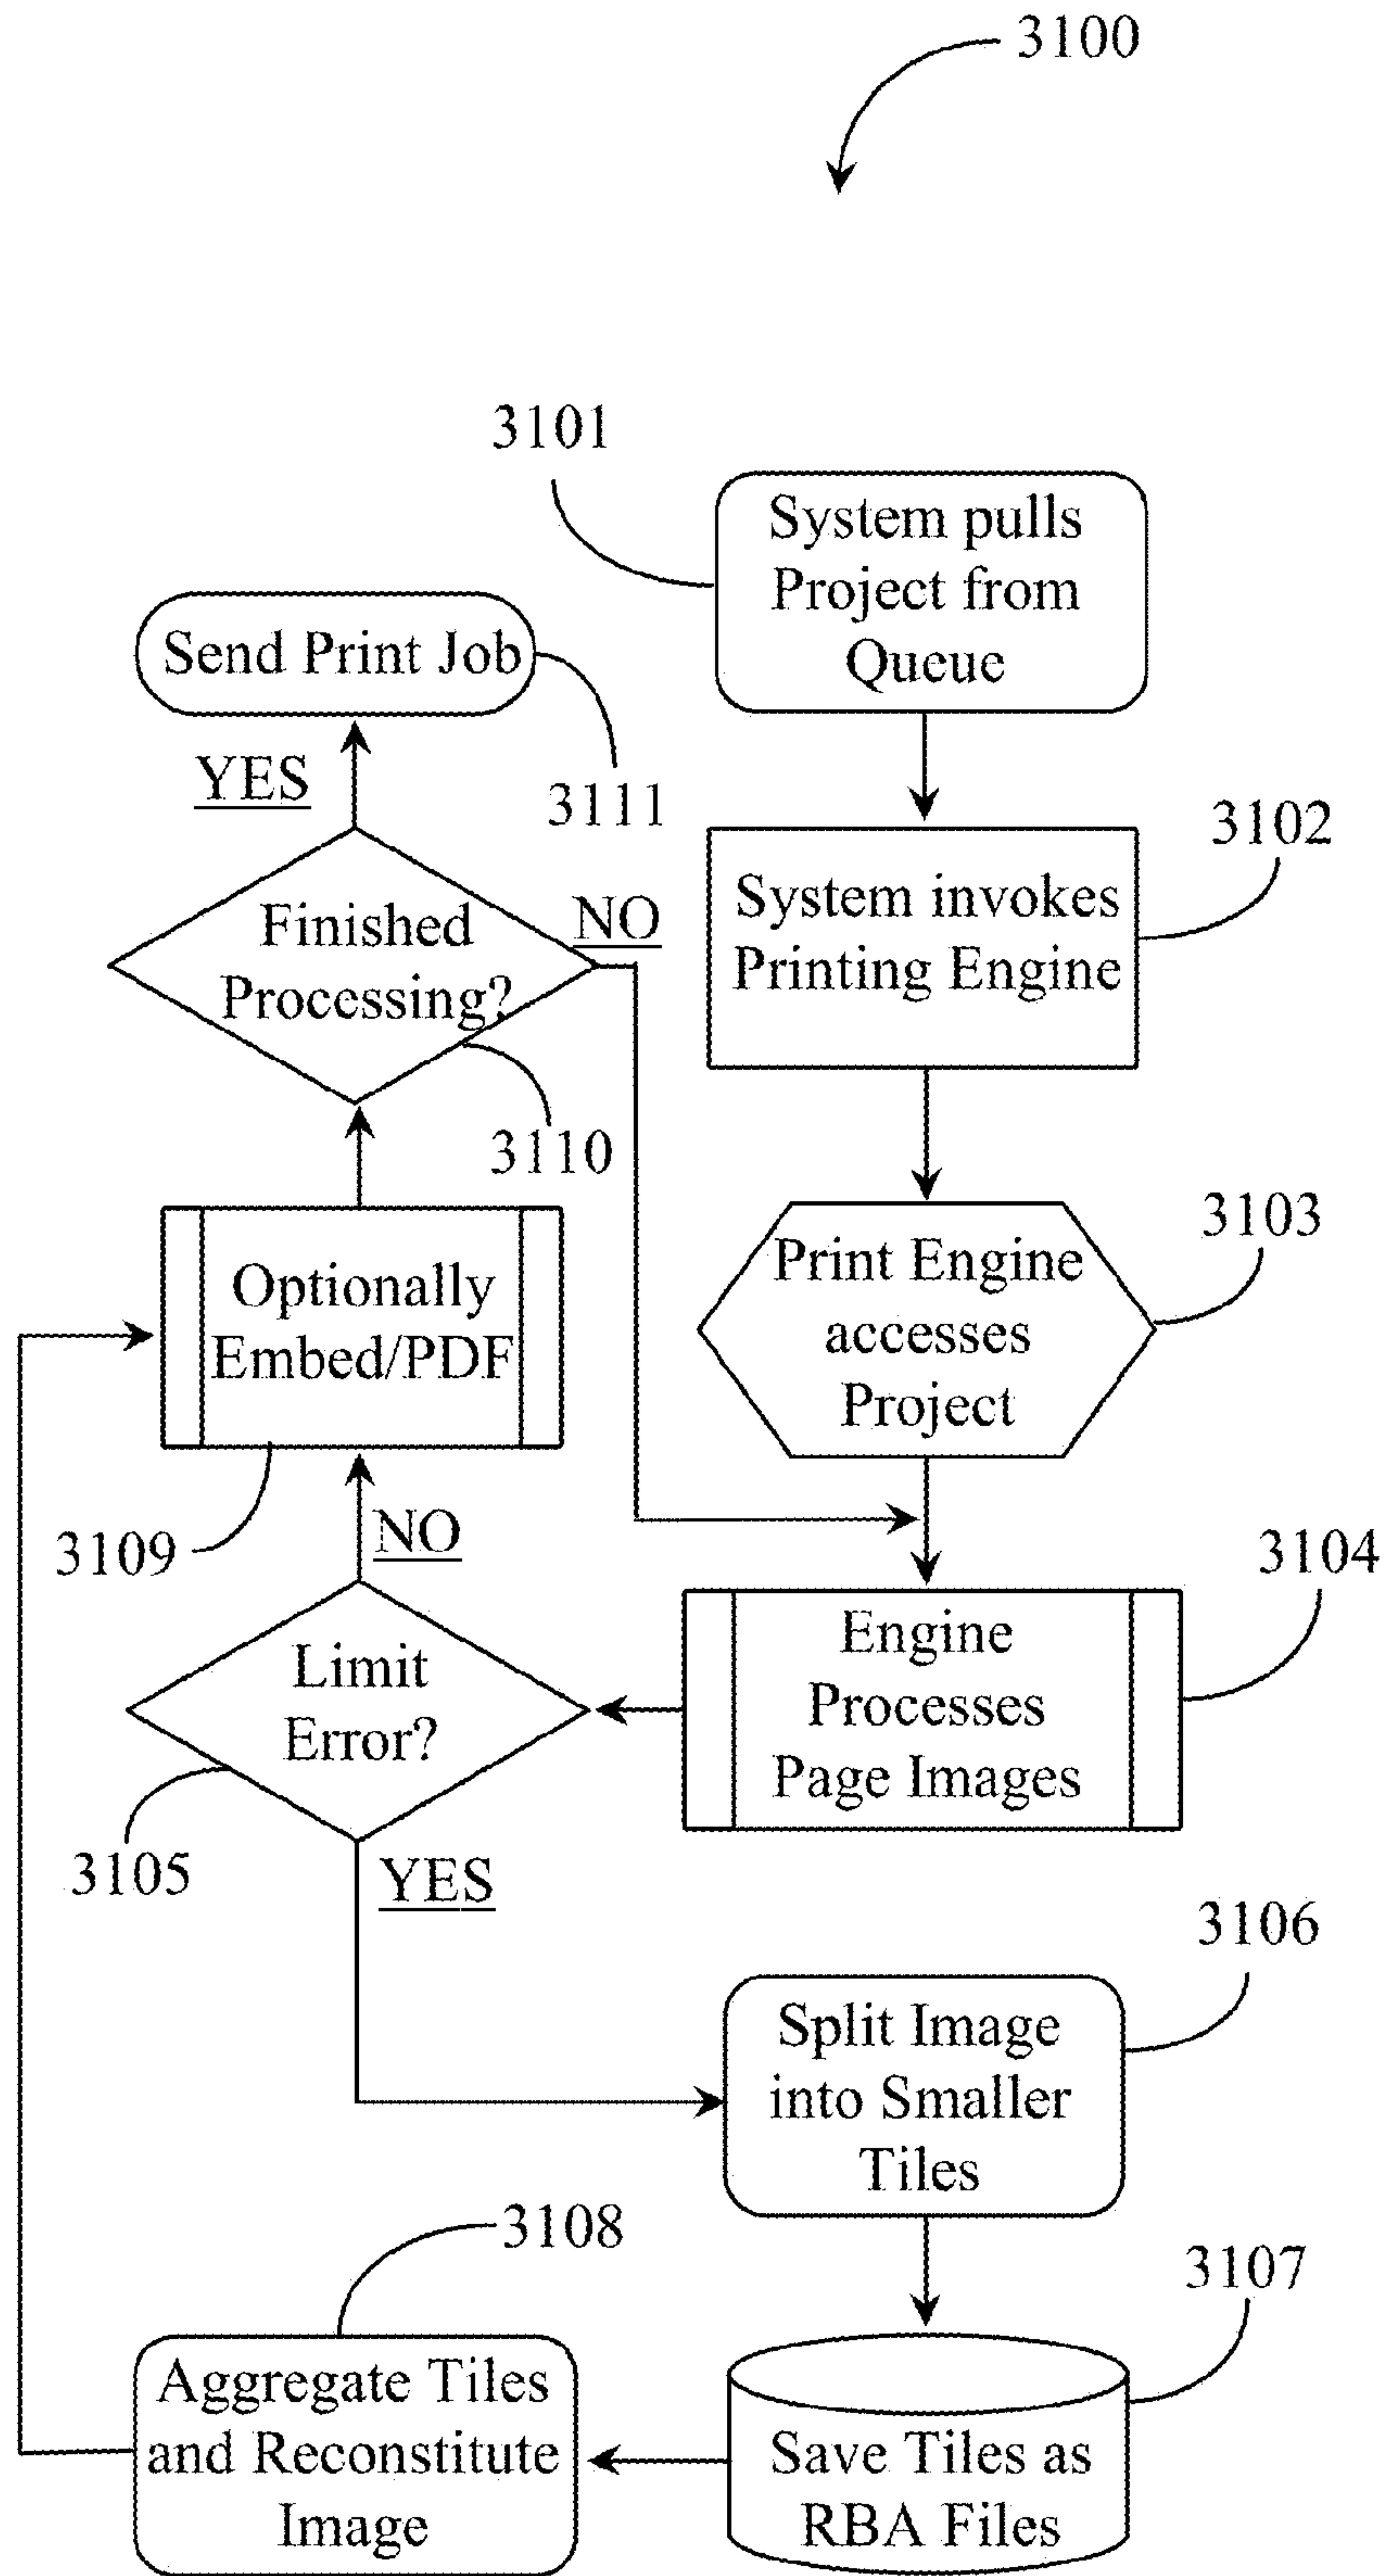 3100
3101
System pulls
Project from
Queue
Send Print Job
3111
YES
3102
System invokes
Printing Engine
Finished
Processing?
NO
3110
3103
Print Engine
accesses
Project
Optionally
Embed/PDF
3109
NO
3104
Engine
Processes
Page Images
Limit
Error?
3105
YES
3106
Split Image
into Smaller
Tiles
3108
3107
Aggregate Tiles
and Reconstitute
Image
Save Tiles as
RBA Files